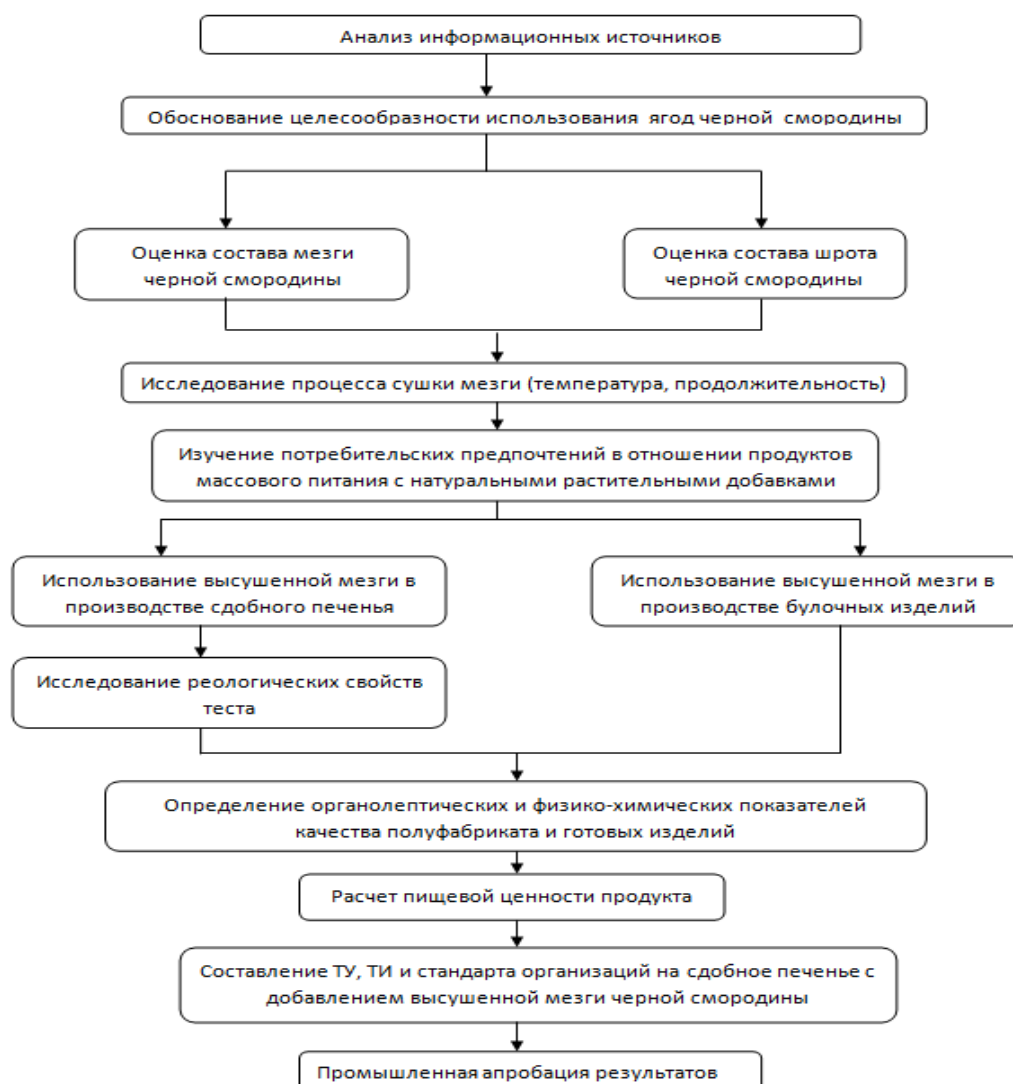 Анализ информационных источников
Обоснование целесообразности использования ягод черной смородины
Оценка состава мезги
черной смородины
Оценка состава шрота
черной смородины
Исследование процесса сушки мезги (температура, продолжительность)
Изучение потребительских предпочтений в отношении продуктов
массового питания с натуральными растительными добавками
Использование высушенной мезги в
производстве сдобного печенья
Использование высушенной мезги в
производстве булочных изделий
Исследование реологических свойств
теста
Определение органолептических и физико-химических показателей
качества полуфабриката и готовых изделий
Расчет пищевой ценности продукта
Составление ТУ, ТИ и стандарта организаций на сдобное печенье с
добавлением высушенной мезги черной смородины
Промышленная апробация результатов